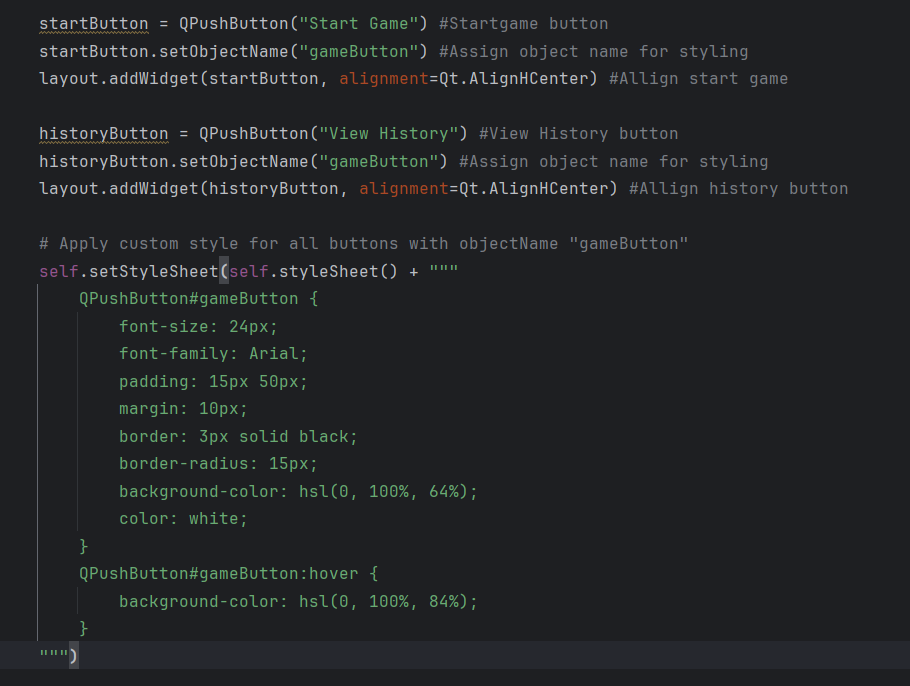 startButton = QPushButton("Start Game") #Startgame button
startButton.setObjectName("gameButton") #Assign object name for styling
layout.addWidget(startButton, alignment=Qt.AlignHCenter) #Allign start game
historyButton = QPushButton("View History") #View History button
historyButton.setObjectName("gameButton") #Assign object name for styling
layout.addWidget(historyButton, alignment=Qt.AlignHCenter) #Allign history button
# Apply custom style for all buttons with objectName "gameButton"
self.setStyleSheet(self.styleSheet() + """
QPushButton#gameButton {
font-size: 24px;
font-family: Arial;
padding: 15px 50px;
margin: 10px;
border: 3px solid black;
border-radius: 15px;
background-color: hsl(0, 100%, 64%);
color: white;
}
QPushButton#gameButton:hover {
background-color: hsl(0, 100%, 84%);
}
""")